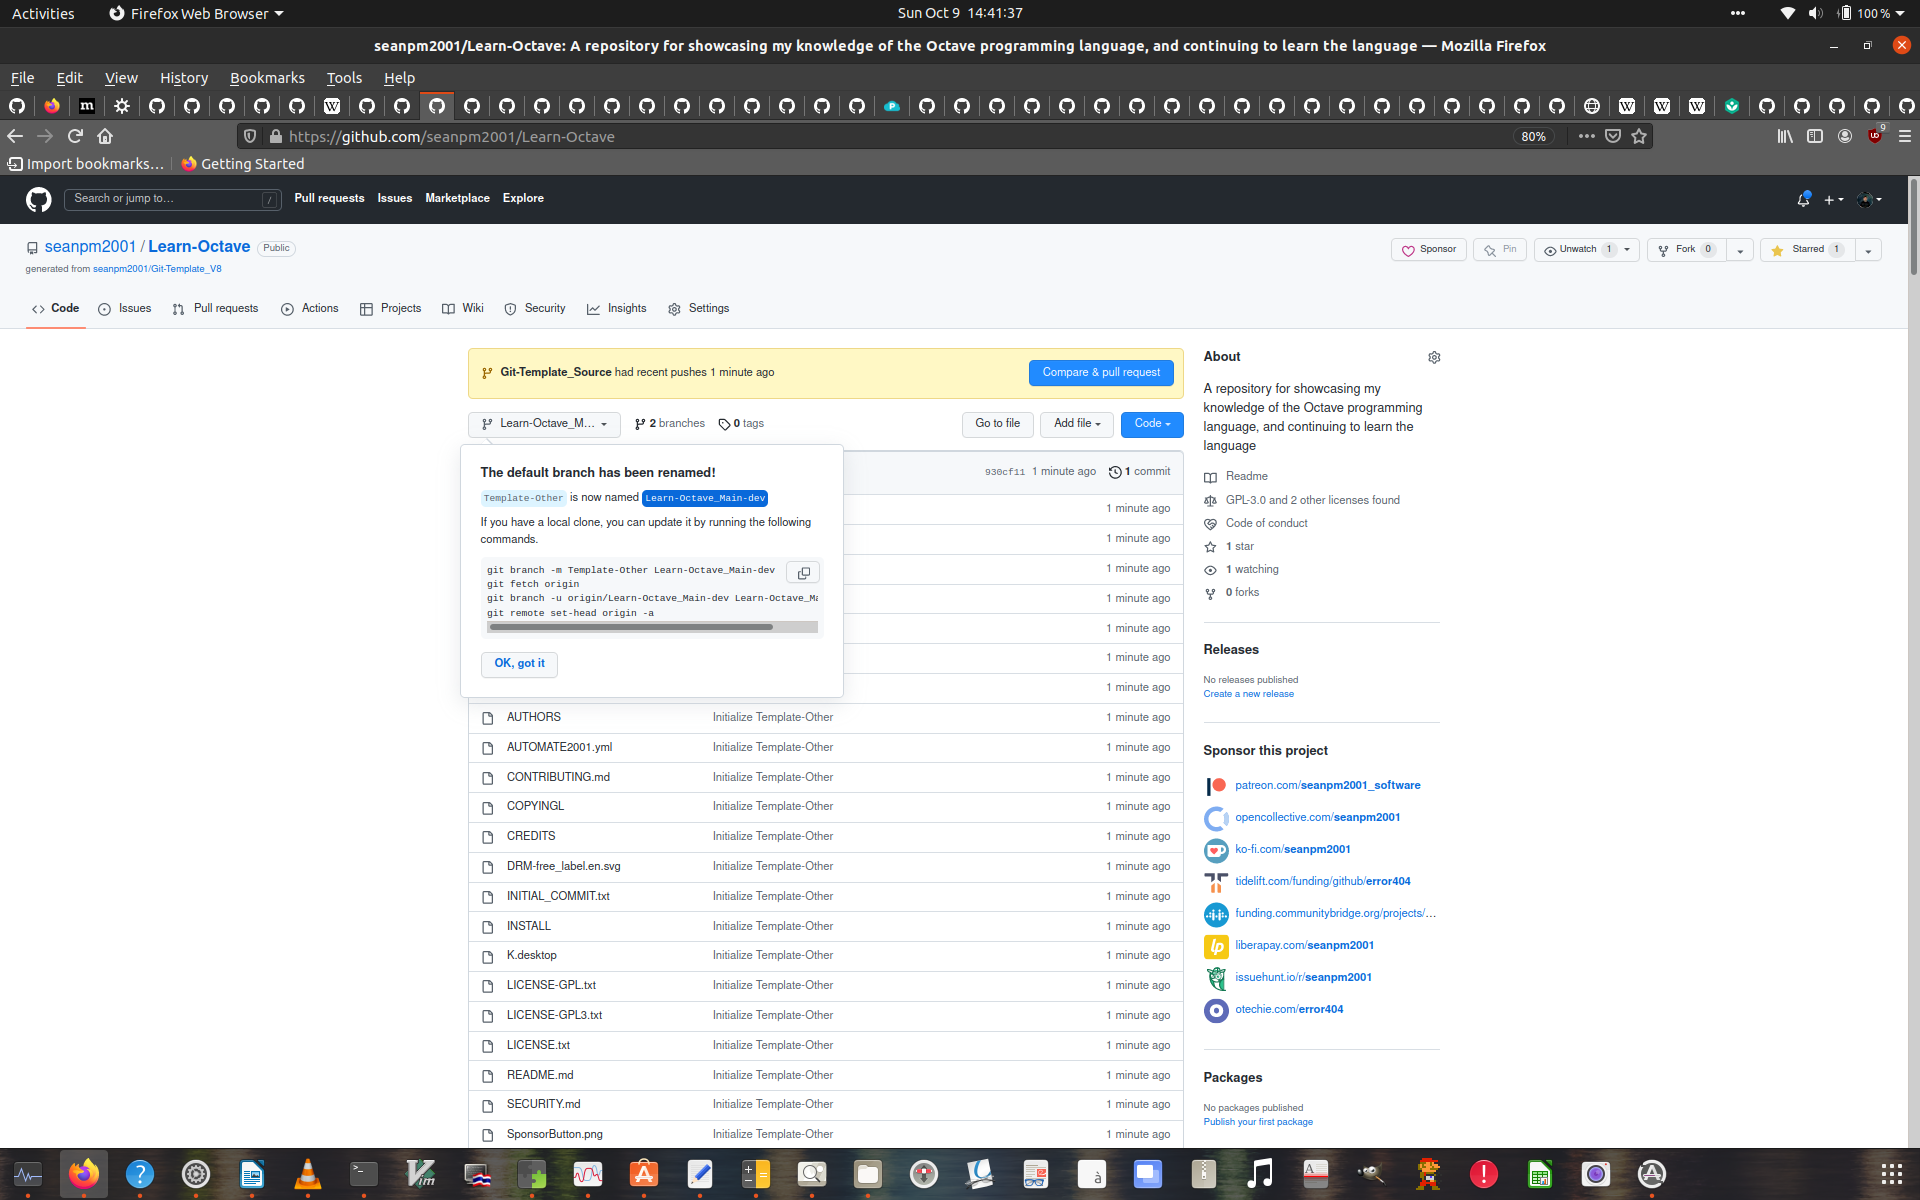 Activities
Firefox Web Browser
Sun Oct 9 14:41:37
100 %
seanpm2001/Learn-Octave: A repository for showcasing my knowledge of the Octave programming language, and continuing to learn the language — Mozilla Firefox
File Edit View History Bookmarks Tools Help
https://github.com/seanpm2001/Learn-Octave
80%
9
Import bookmarks…
Getting Started
Search or jump to…
/
Pull requests Issues Marketplace Explore
seanpm2001 / Learn-Octave
Public
generated from seanpm2001/Git-Template_V8
Sponsor
Pin
Unwatch 1
Fork 0
Starred 1
Code
Issues
Pull requests
Actions
Projects
Wiki
Security
Insights
Settings
Git-Template_Source had recent pushes 1 minute ago
Compare & pull request
Learn-Octave_M...
2 branches
0 tags
Go to file
Add file
Code
The default branch has been renamed!
Template-Other is now named Learn-Octave_Main-dev
If you have a local clone, you can update it by running the following
commands.
git branch -m Template-Other Learn-Octave_Main-dev
git fetch origin
git branch -u origin/Learn-Octave_Main-dev Learn-Octave_Ma
git remote set-head origin -a
OK, got it
930cf11 1 minute ago 1 commit
1 minute ago
1 minute ago
1 minute ago
1 minute ago
1 minute ago
1 minute ago
1 minute ago
AUTHORS Initialize Template-Other 1 minute ago
AUTOMATE2001.yml Initialize Template-Other 1 minute ago
CONTRIBUTING.md Initialize Template-Other 1 minute ago
COPYINGL Initialize Template-Other 1 minute ago
CREDITS Initialize Template-Other 1 minute ago
DRM-free_label.en.svg Initialize Template-Other 1 minute ago
INITIAL_COMMIT.txt Initialize Template-Other 1 minute ago
INSTALL Initialize Template-Other 1 minute ago
K.desktop Initialize Template-Other 1 minute ago
LICENSE-GPL.txt Initialize Template-Other 1 minute ago
LICENSE-GPL3.txt Initialize Template-Other 1 minute ago
LICENSE.txt Initialize Template-Other 1 minute ago
README.md Initialize Template-Other 1 minute ago
SECURITY.md Initialize Template-Other 1 minute ago
SponsorButton.png Initialize Template-Other 1 minute ago
About
A repository for showcasing my
knowledge of the Octave programming
language, and continuing to learn the
language
Readme
GPL-3.0 and 2 other licenses found
Code of conduct
1 star
1 watching
0 forks
Releases
No releases published
Create a new release
Sponsor this project
patreon.com/seanpm2001_software
opencollective.com/seanpm2001
ko-fi.com/seanpm2001
tidelift.com/funding/github/error404
funding.communitybridge.org/projects/…
liberapay.com/seanpm2001
issuehunt.io/r/seanpm2001
otechie.com/error404
Packages
No packages published
Publish your first package